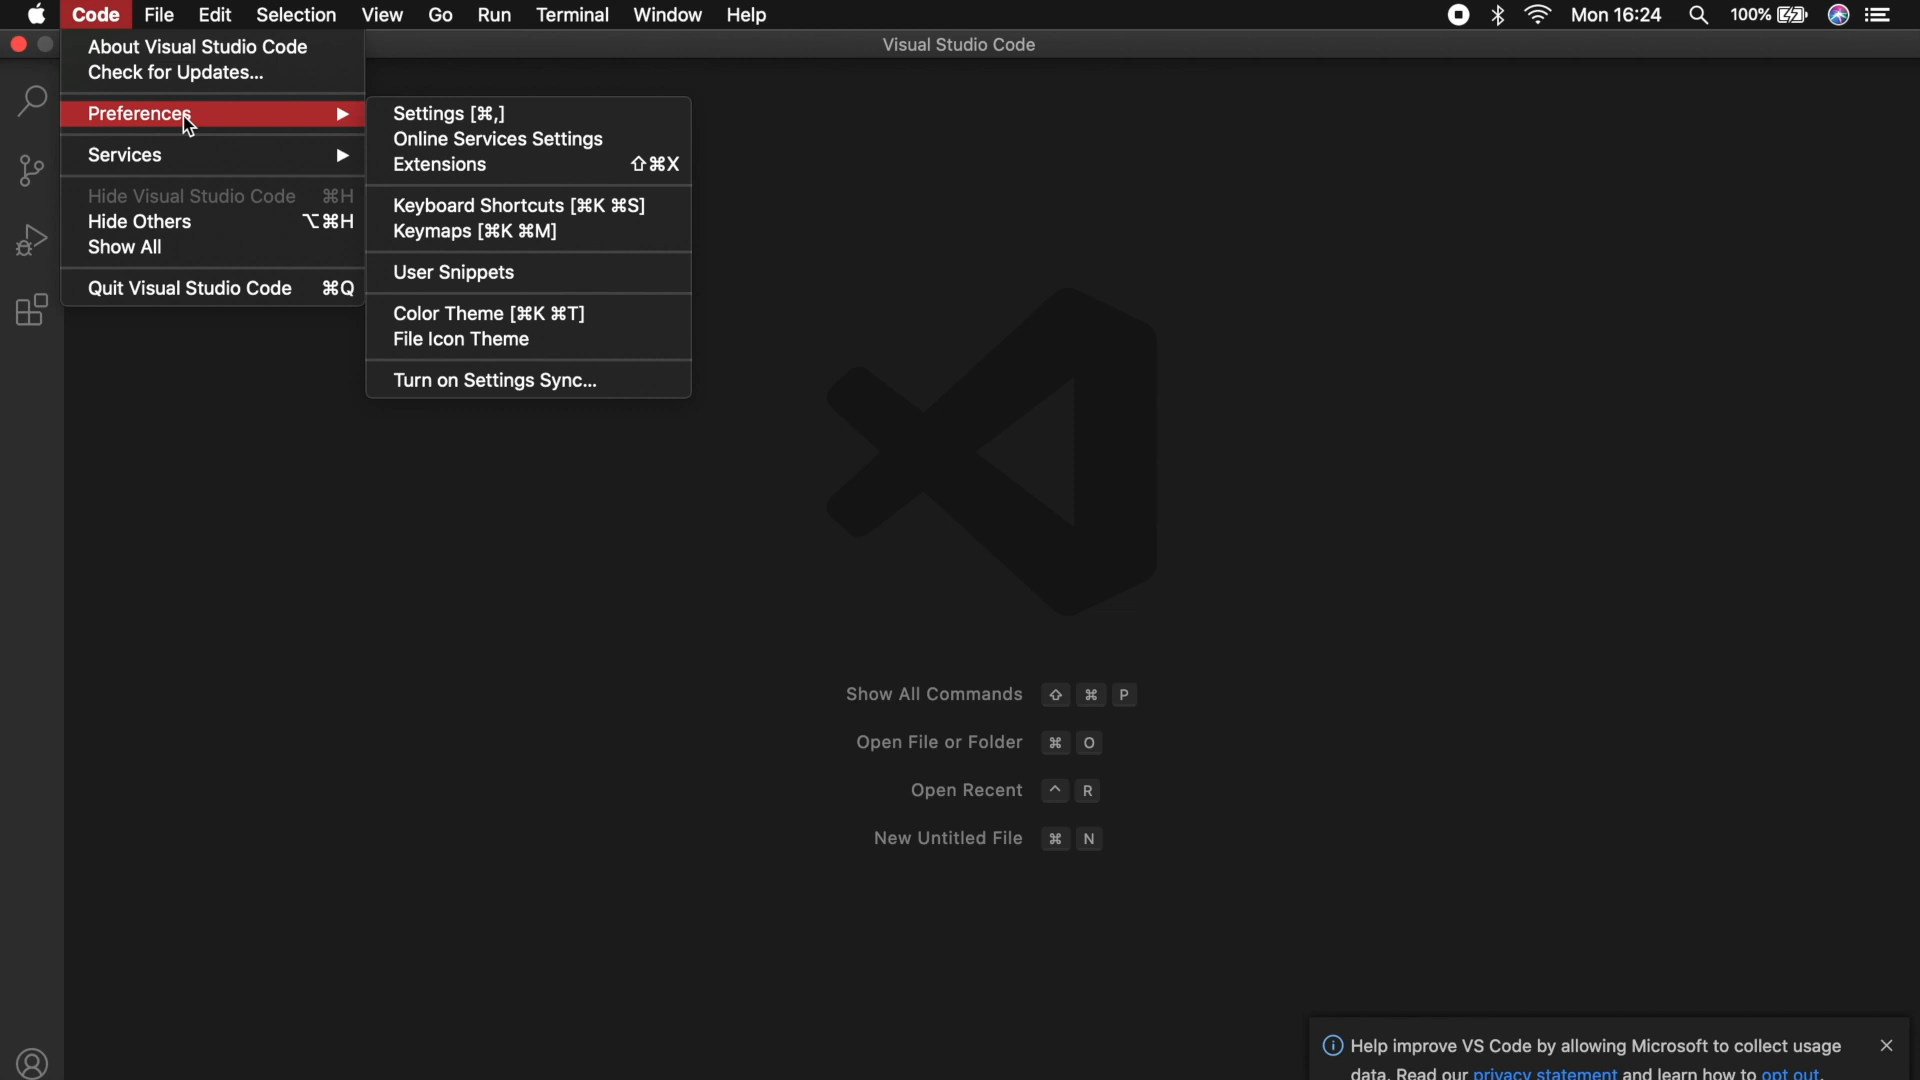 Code File Edit Selection View Go Run Terminal Window Help Mon 16:24 100%
Visual Studio Code
About Visual Studio Code
Check for Updates...
Preferences ▶
Services ▶
Hide Visual Studio Code ⌘H
Hide Others ⌥⌘H
Show All
Quit Visual Studio Code ⌘Q
Settings [⌘,]
Online Services Settings
Extensions ⇧⌘X
Keyboard Shortcuts [⌘K ⌘S]
Keymaps [⌘K ⌘M]
User Snippets
Color Theme [⌘K ⌘T]
File Icon Theme
Turn on Settings Sync...
Show All Commands ⇧ ⌘ P
Open File or Folder ⌘ O
Open Recent ^ R
New Untitled File ⌘ N
Help improve VS Code by allowing Microsoft to collect usage
data. Read our privacy statement and learn how to opt out.